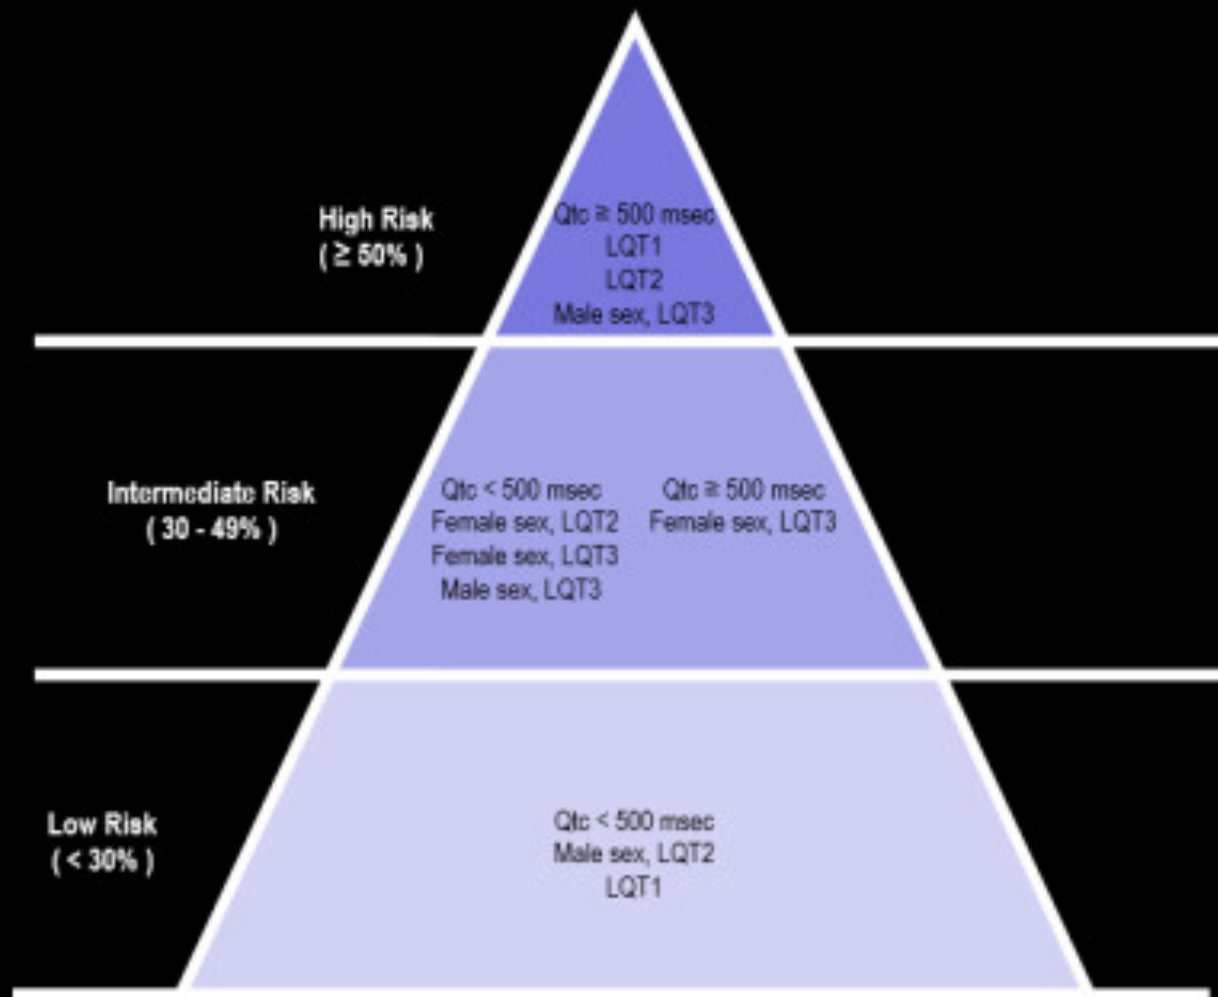 High Risk
( ≥ 50% )
Qtc ≥ 500 msec
LQT1
LQT2
Male sex, LQT3
Intermediate Risk
( 30 - 49% )
Qtc < 500 msec
Female sex, LQT2
Female sex, LQT3
Male sex, LQT3
Qtc ≥ 500 msec
Female sex, LQT3
Low Risk
( < 30% )
Qtc < 500 msec
Male sex, LQT2
LQT1